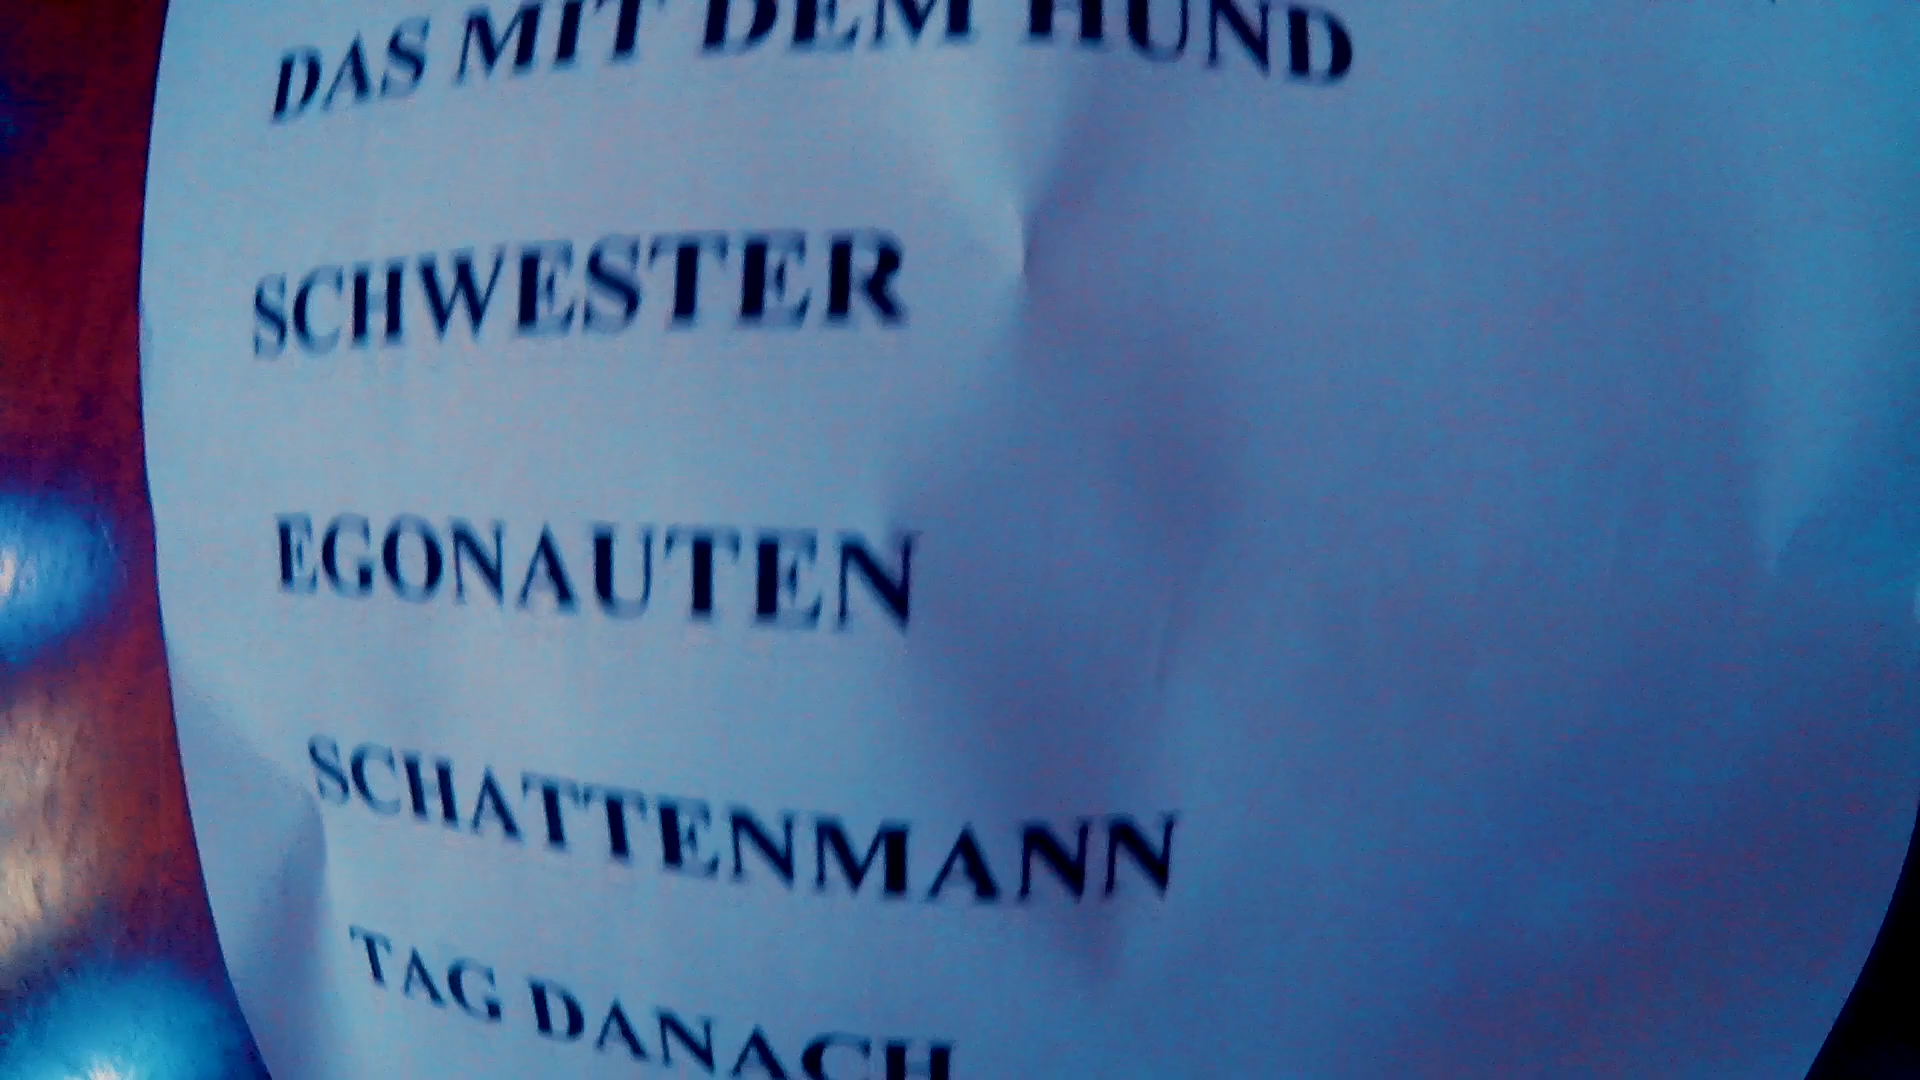 DAS MIT DEM HUND
SCHWESTER
EGONAUTEN
SCHATTENMANN
TAG DANACH